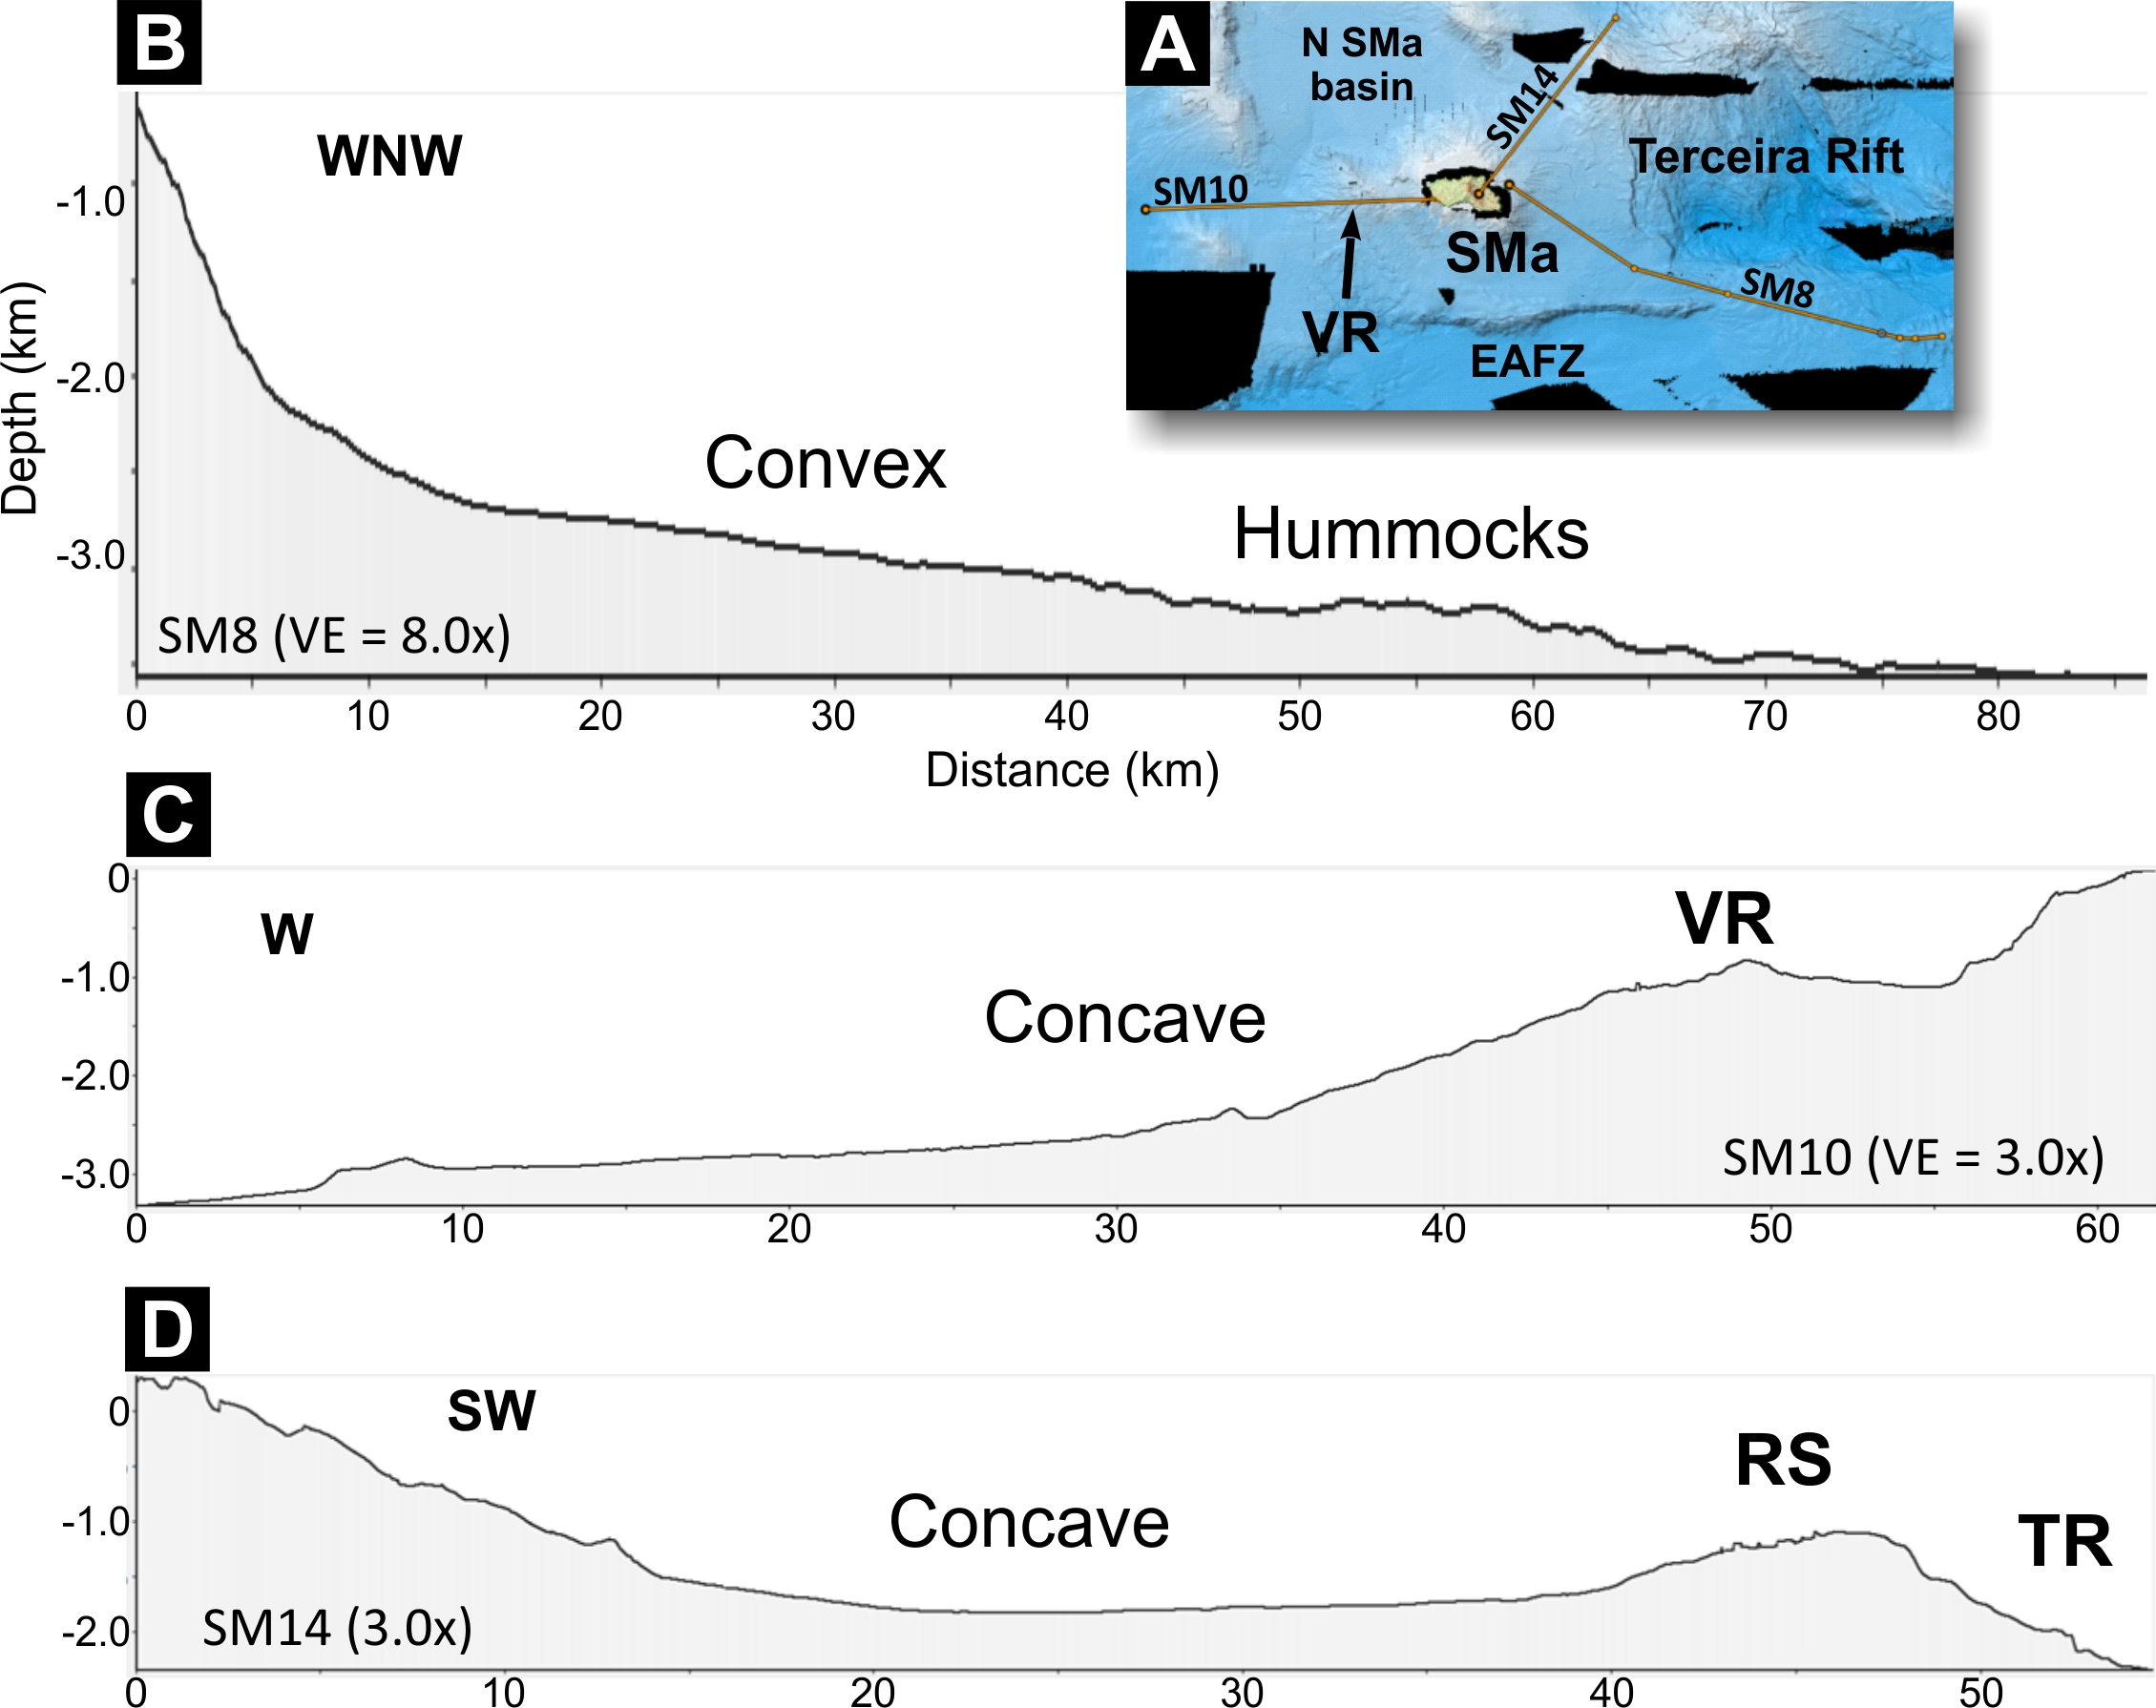 B
A
N SMa
basin
SM14
Terceira Rift
SM10
SMa
SM8
VR
EAFZ
WNW
Depth (km)
-1.0
-2.0
-3.0
Convex
Hummocks
SM8 (VE = 8.0x)
0 10 20 30 40 50 60 70 80
Distance (km)
C
0
-1.0
-2.0
-3.0
W
Concave
VR
SM10 (VE = 3.0x)
0 10 20 30 40 50 60
D
0
-1.0
-2.0
SW
Concave
RS
TR
SM14 (3.0x)
0 10 20 30 40 50